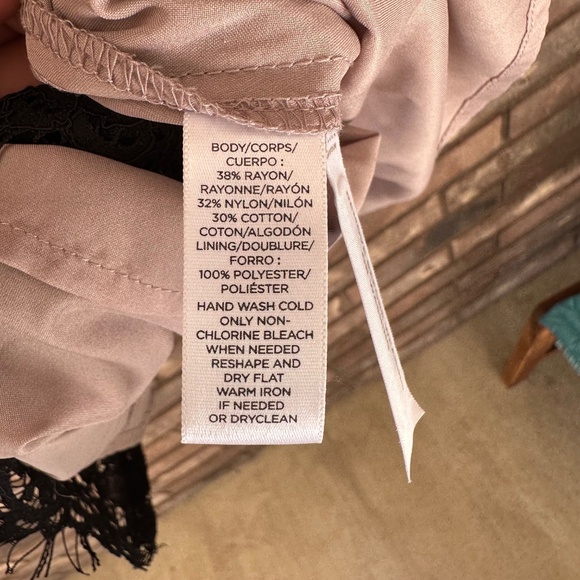 BODY/CORPS/
CUERPO :
38% RAYON/
RAYONNE/RAYÓN
32% NYLON/NILÓN
30% COTTON/
COTON/ALGODÓN
LINING/DOUBLURE/
FORRO :
100% POLYESTER/
POLIÉSTER
HAND WASH COLD
ONLY NON-
CHLORINE BLEACH
WHEN NEEDED
RESHAPE AND
DRY FLAT
WARM IRON
IF NEEDED
OR DRYCLEAN